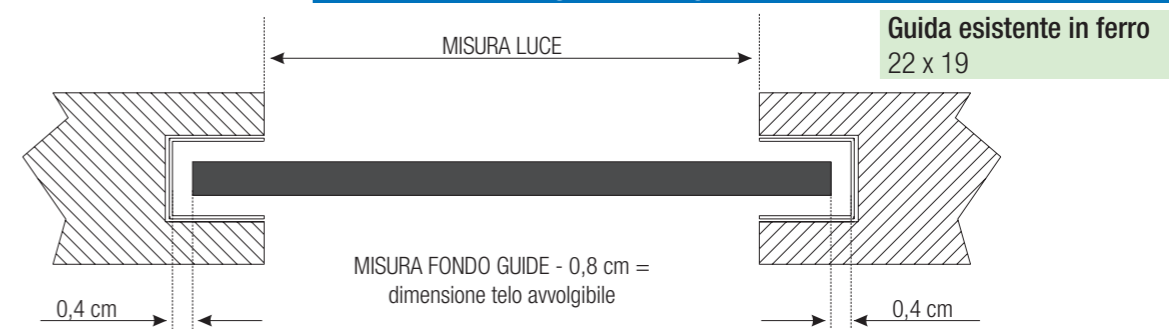 MISURA LUCE
Guida esistente in ferro
22 x 19
MISURA FONDO GUIDE - 0,8 cm =
dimensione telo avvolgibile
0,4 cm
0,4 cm